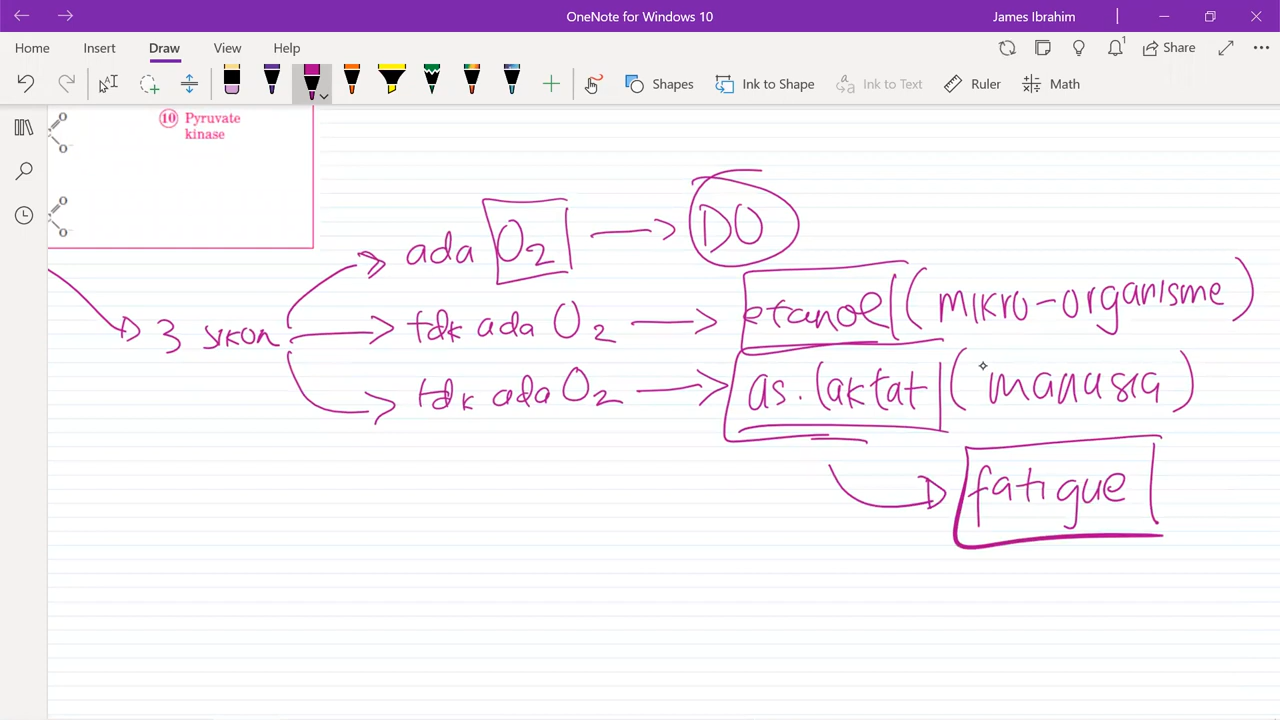 OneNote for Windows 10
James Ibrahim
Home Insert Draw View Help
1 Share
Shapes Ink to Shape Ink to Text Ruler Math
10 Pyruvate
kinase
O
O
O
O
ada O2 → DO
3 skon → tdk ada O2 → etanol (mikro-organisme)
tdk ada O2 → as. laktat (manusia)
fatigue